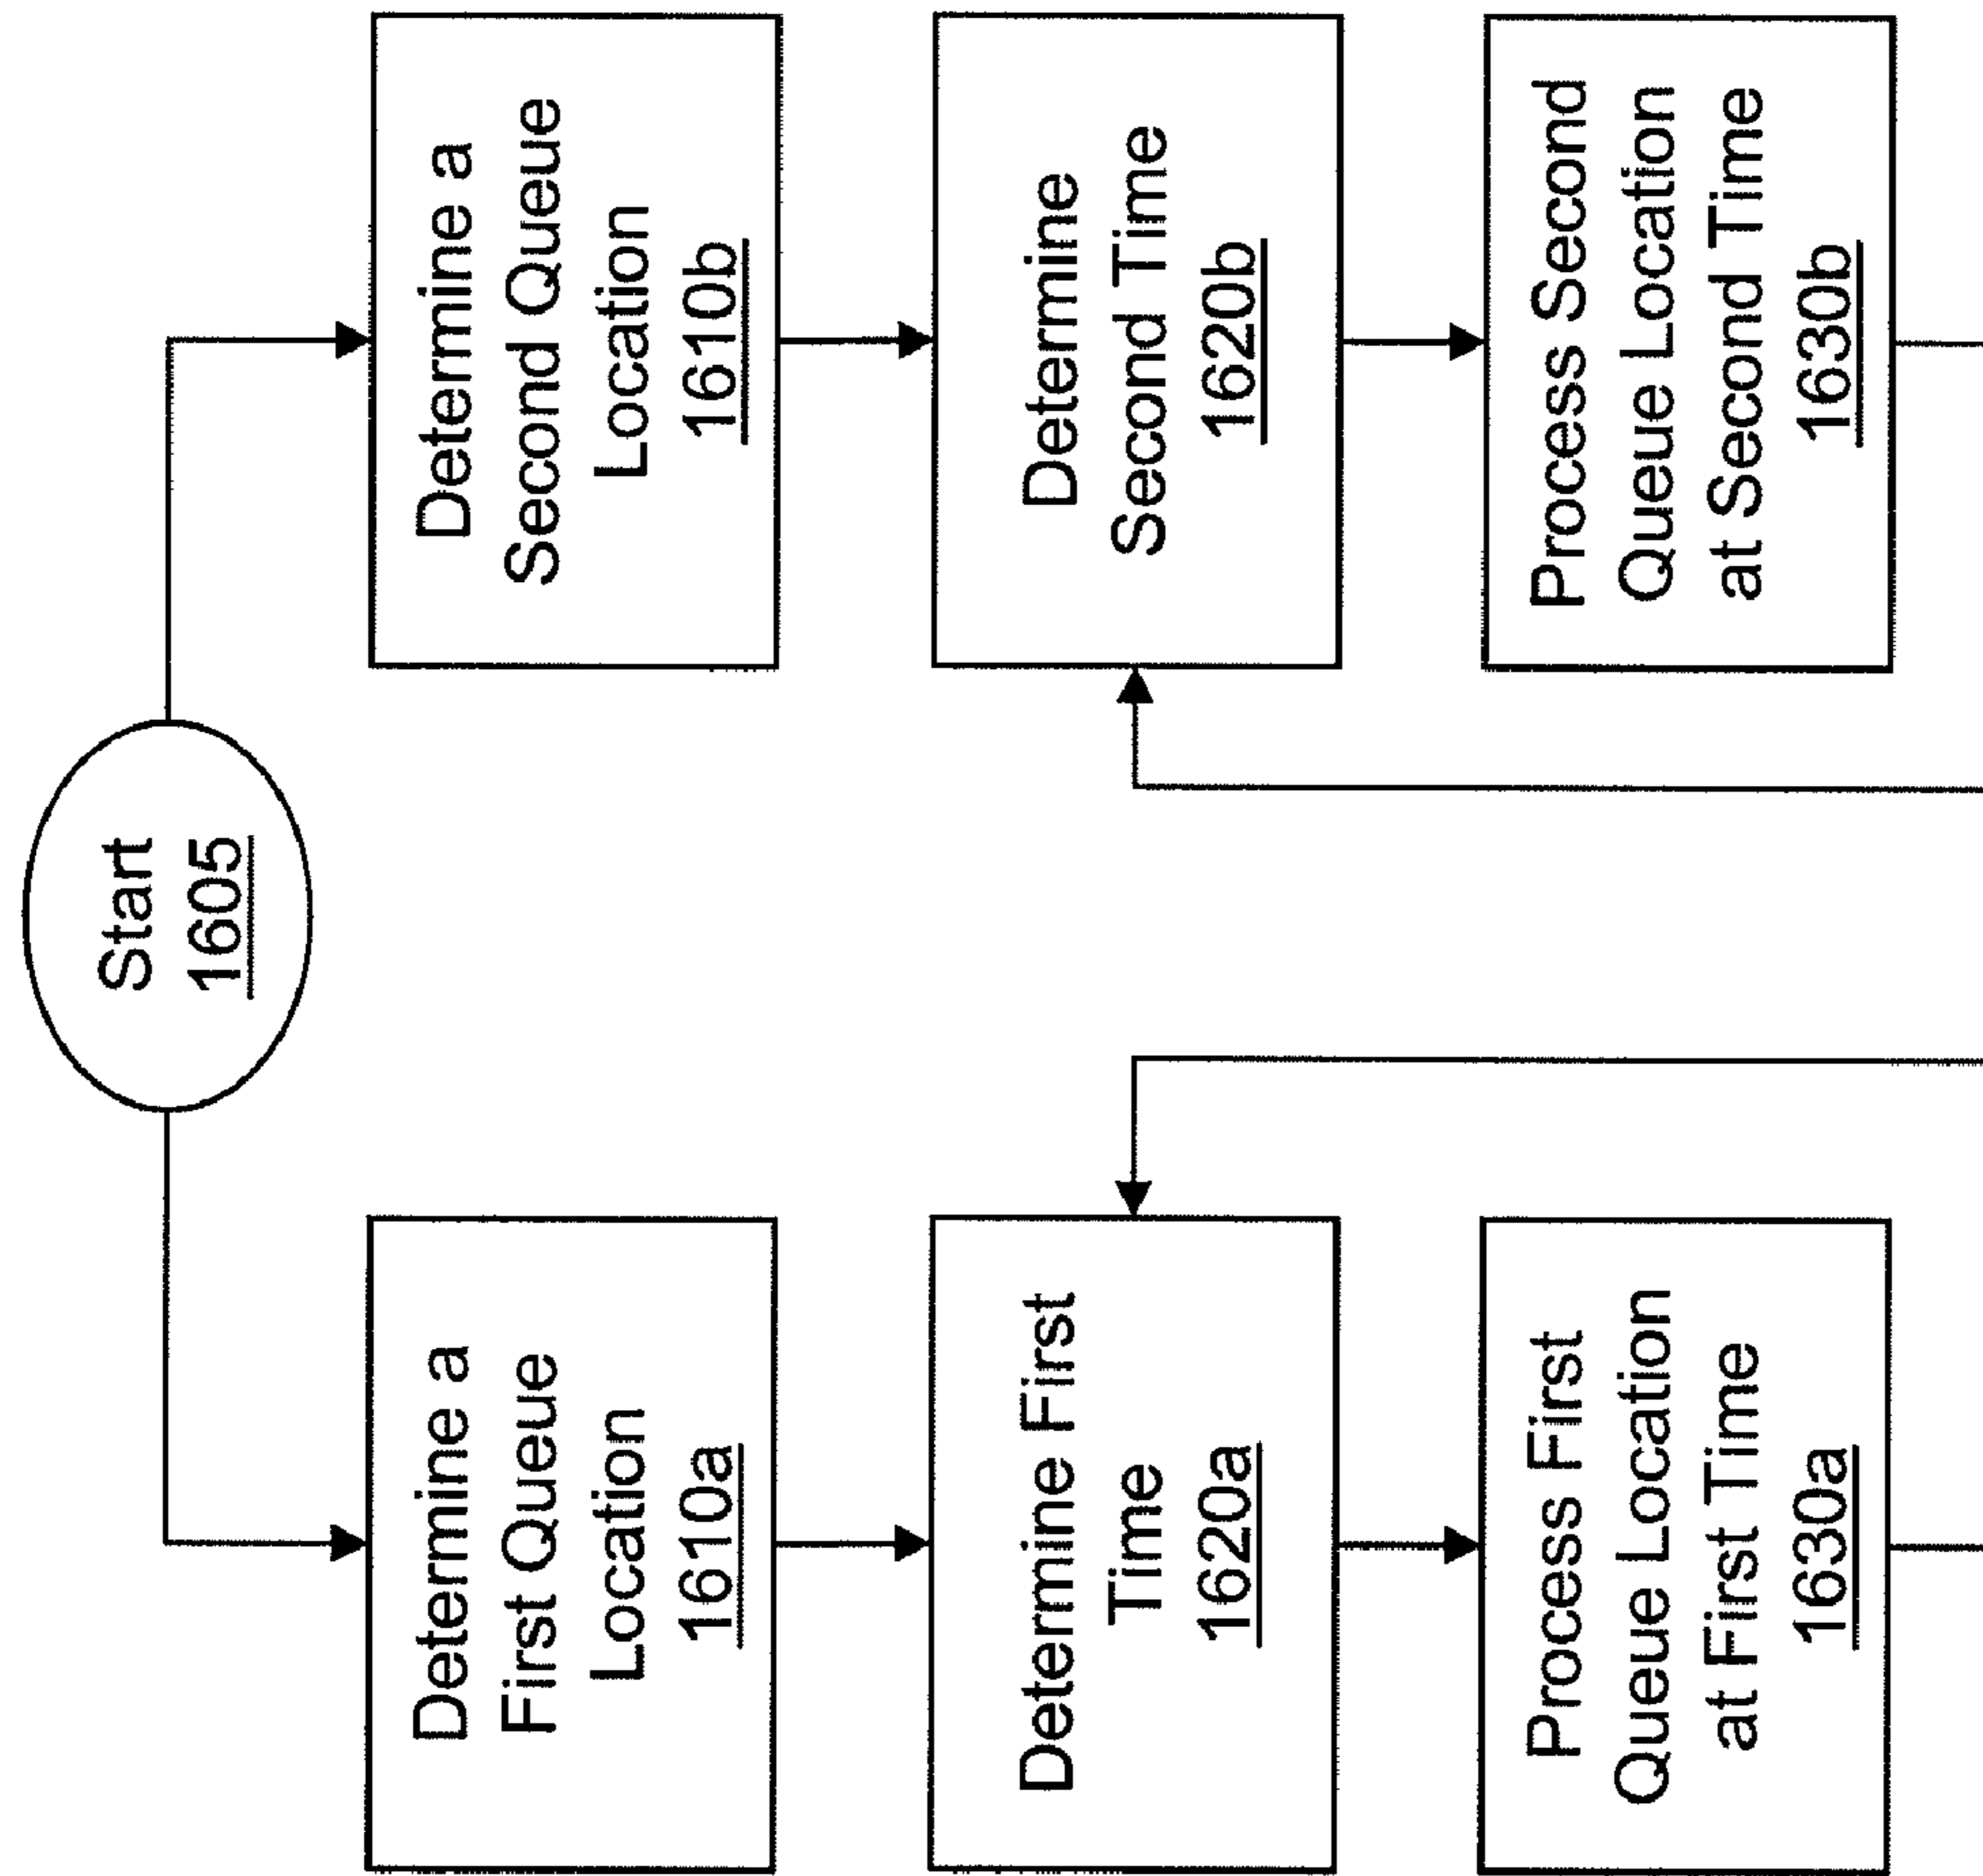 Start
1605
Determine a
First Queue
Location
1610a
Determine a
Second Queue
Location
1610b
Determine First
Time
1620a
Determine
Second Time
1620b
Process First
Queue Location
at First Time
1630a
Process Second
Queue Location
at Second Time
1630b